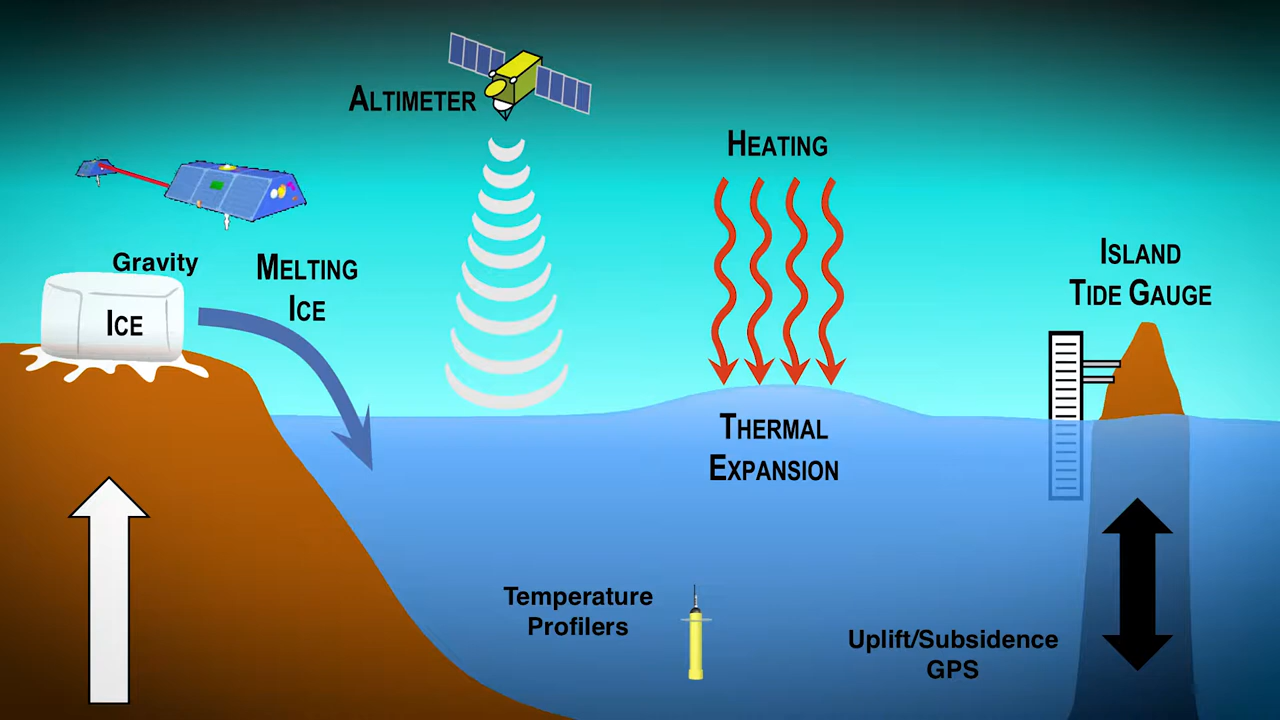 ALTIMETER
HEATING
Gravity
MELTING
ICE
ICE
ISLAND
TIDE GAUGE
THERMAL
EXPANSION
Temperature
Profilers
Uplift/Subsidence
GPS